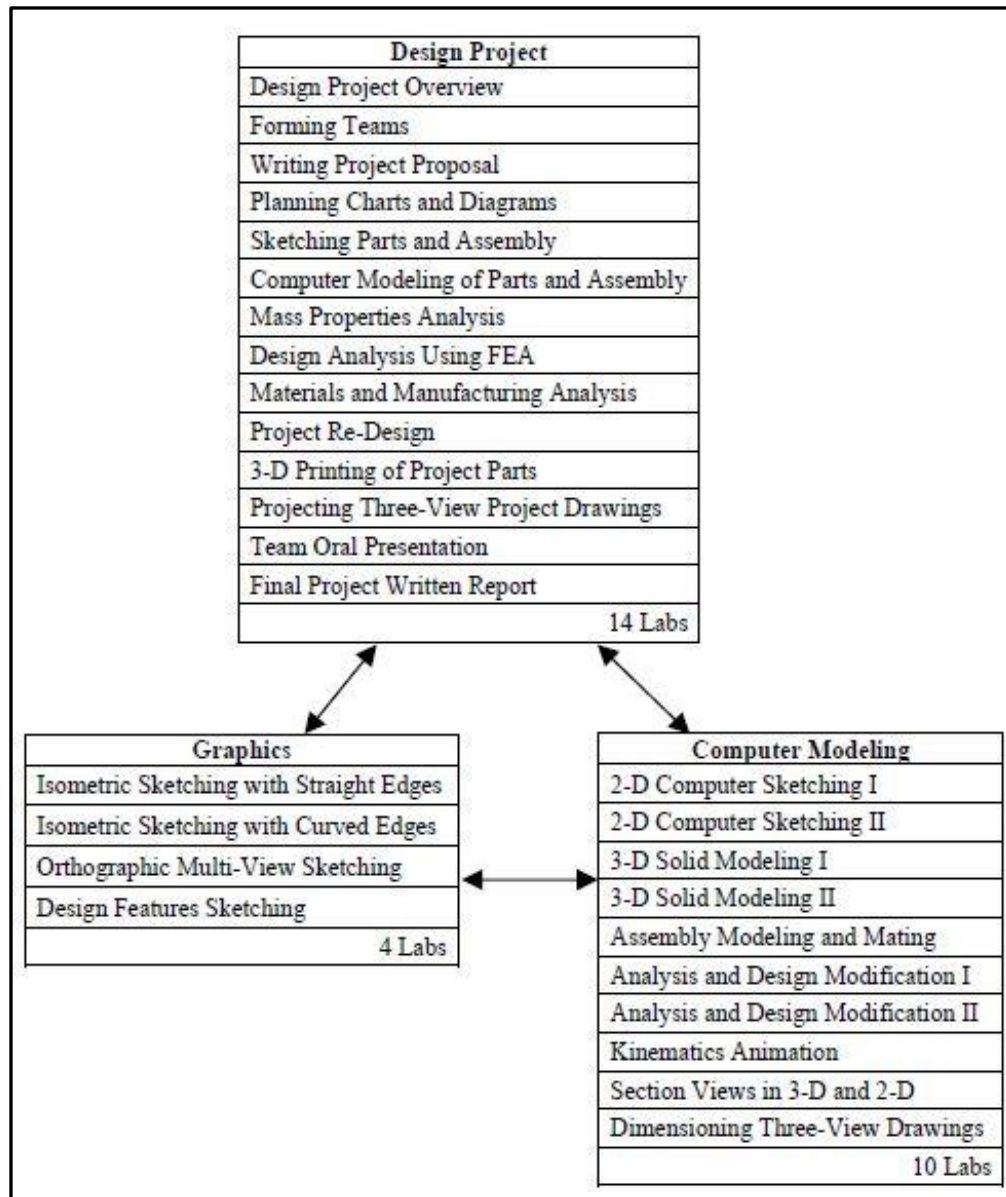 Design Project
Design Project Overview
Forming Teams
Writing Project Proposal
Planning Charts and Diagrams
Sketching Parts and Assembly
Computer Modeling of Parts and Assembly
Mass Properties Analysis
Design Analysis Using FEA
Materials and Manufacturing Analysis
Project Re-Design
3-D Printing of Project Parts
Projecting Three-View Project Drawings
Team Oral Presentation
Final Project Written Report
14 Labs
Graphics
Isometric Sketching with Straight Edges
Isometric Sketching with Curved Edges
Orthographic Multi-View Sketching
Design Features Sketching
4 Labs
Computer Modeling
2-D Computer Sketching I
2-D Computer Sketching II
3-D Solid Modeling I
3-D Solid Modeling II
Assembly Modeling and Mating
Analysis and Design Modification I
Analysis and Design Modification II
Kinematics Animation
Section Views in 3-D and 2-D
Dimensioning Three-View Drawings
10 Labs